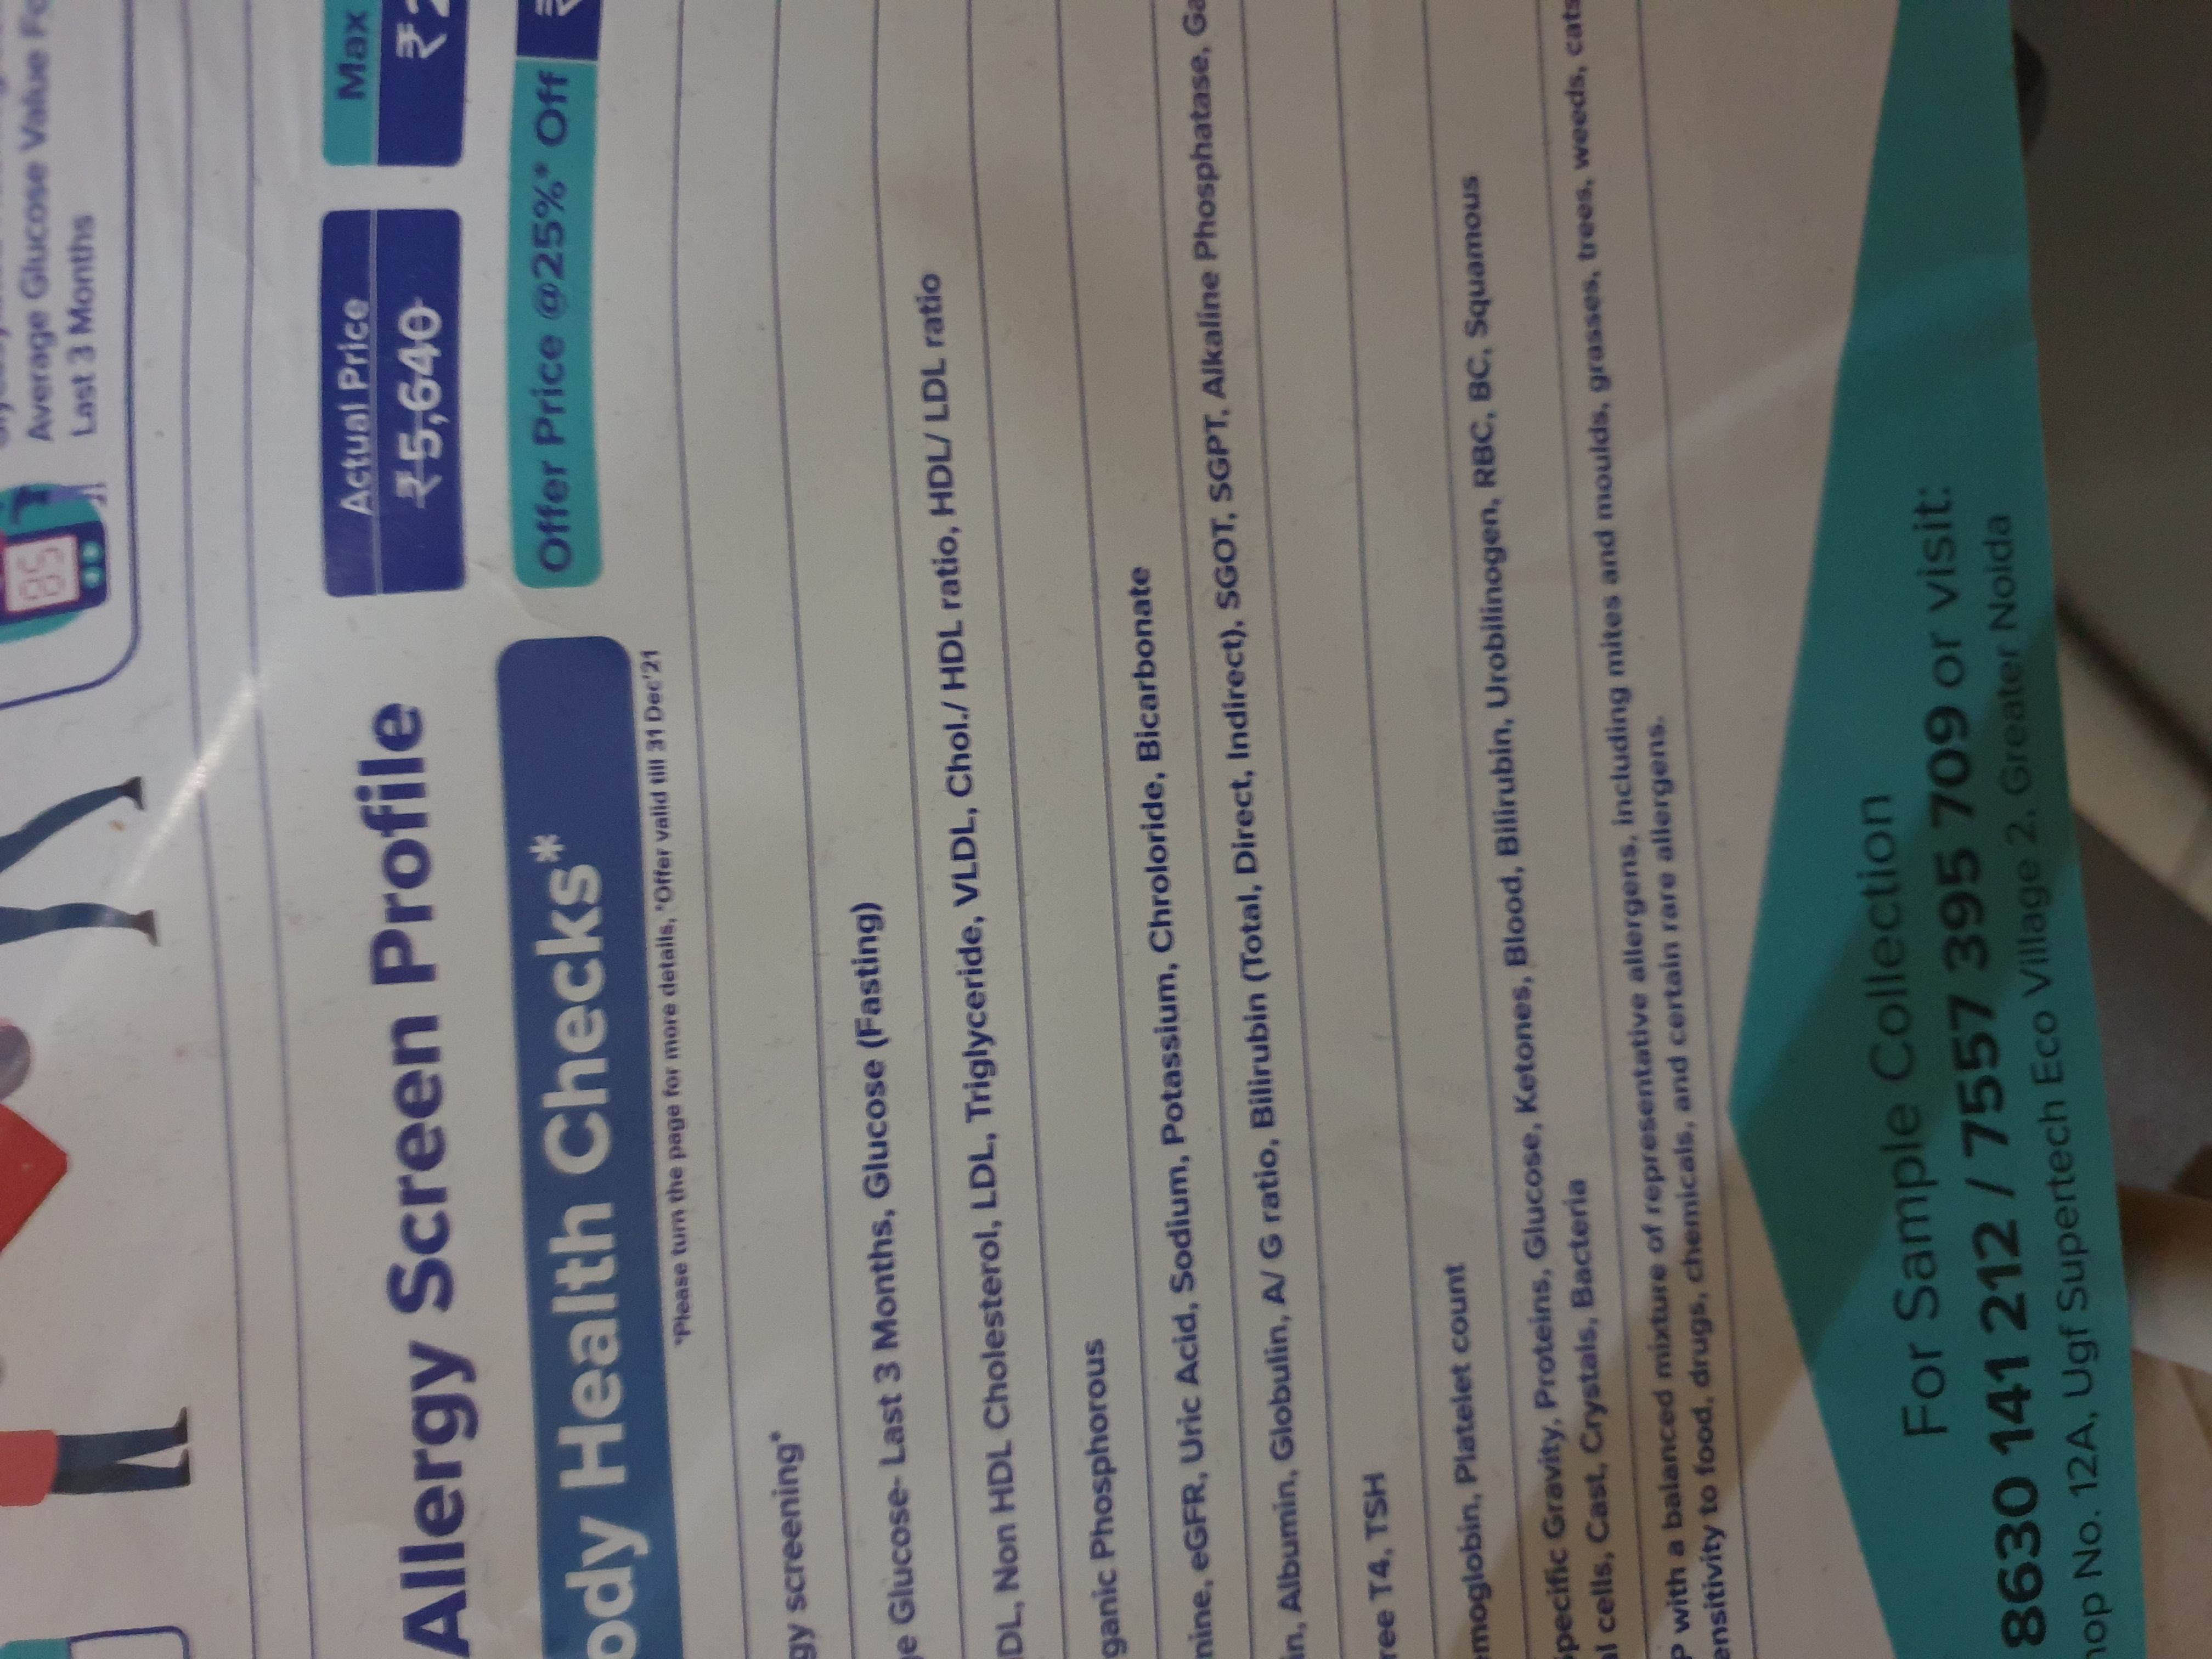 85
Average Glucose Value Fo
Last 3 Months
Allergy Screen Profile
Actual Price
₹5,640
Max
₹2
ody Health Checks*
Offer Price @25%* Off
₹
*Please turn the page for more details, *Offer valid till 31 Dec'21
gy screening*
ge Glucose- Last 3 Months, Glucose (Fasting)
DL, Non HDL Cholesterol, LDL, Triglyceride, VLDL, Chol./ HDL ratio, HDL/ LDL ratio
ganic Phosphorous
nine, eGFR, Uric Acid, Sodium, Potassium, Chroloride, Bicarbonate
in, Albumin, Globulin, A/ G ratio, Bilirubin (Total, Direct, Indirect), SGOT, SGPT, Alkaline Phosphatase, Ga
ree T4, TSH
emoglobin, Platelet count
Specific Gravity, Proteins, Glucose, Ketones, Blood, Bilirubin, Urobilinogen, RBC, BC, Squamous
al cells, Cast, Crystals, Bacteria
P with a balanced mixture of representative allergens, including mites and moulds, grasses, trees, weeds, cats
ensitivity to food, drugs, chemicals, and certain rare allergens.
For Sample Collection
8630 141 212 / 7557 395 709 or visit:
hop No. 12A, Ugf Supertech Eco Village 2, Greater Noida